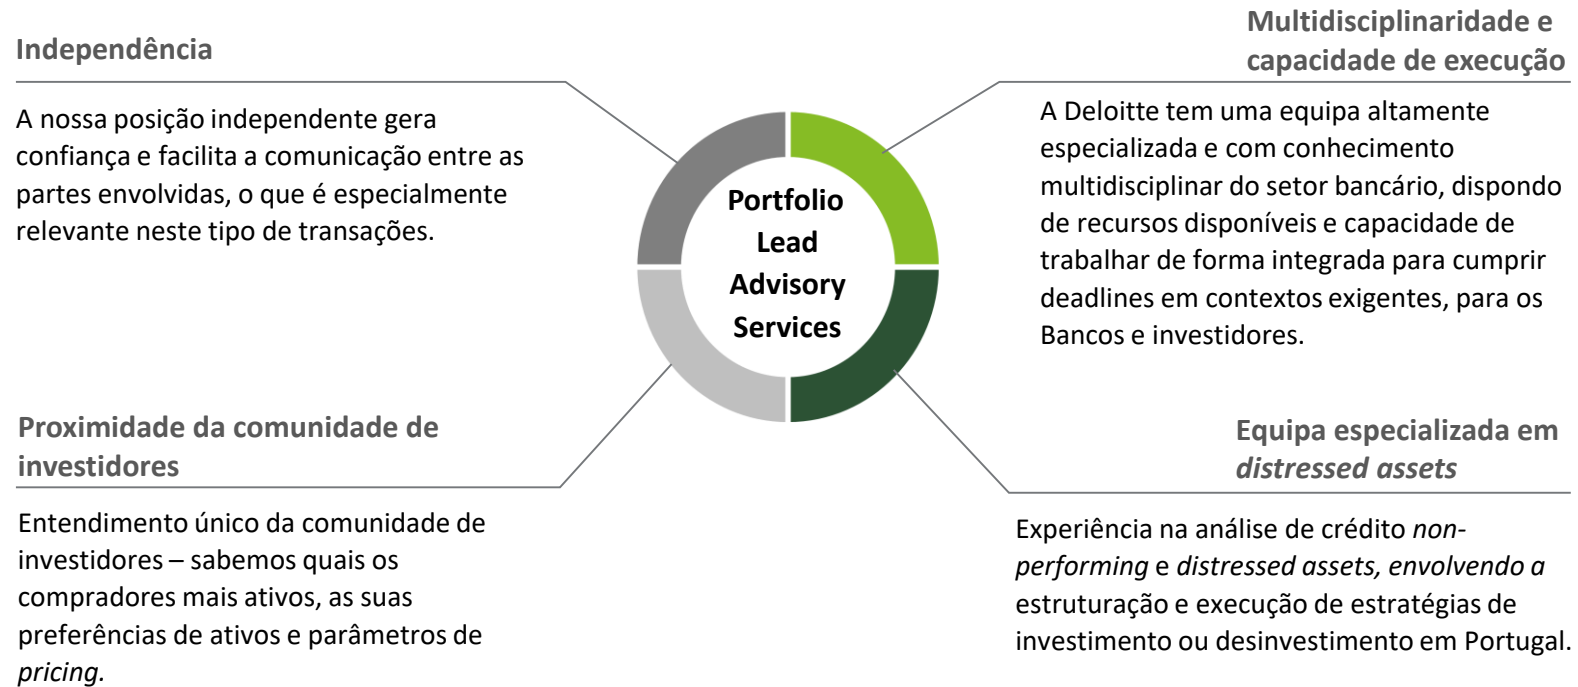 Independência
A nossa posição independente gera
confiança e facilita a comunicação entre as
partes envolvidas, o que é especialmente
relevante neste tipo de transações.
Multidisciplinaridade e
capacidade de execução
A Deloitte tem uma equipa altamente
especializada e com conhecimento
multidisciplinar do setor bancário, dispondo
de recursos disponíveis e capacidade de
trabalhar de forma integrada para cumprir
deadlines em contextos exigentes, para os
Bancos e investidores.
Portfolio
Lead
Advisory
Services
Proximidade da comunidade de
investidores
Entendimento único da comunidade de
investidores – sabemos quais os
compradores mais ativos, as suas
preferências de ativos e parâmetros de
pricing.
Equipa especializada em
distressed assets
Experiência na análise de crédito non-
performing e distressed assets, envolvendo a
estruturação e execução de estratégias de
investimento ou desinvestimento em Portugal.